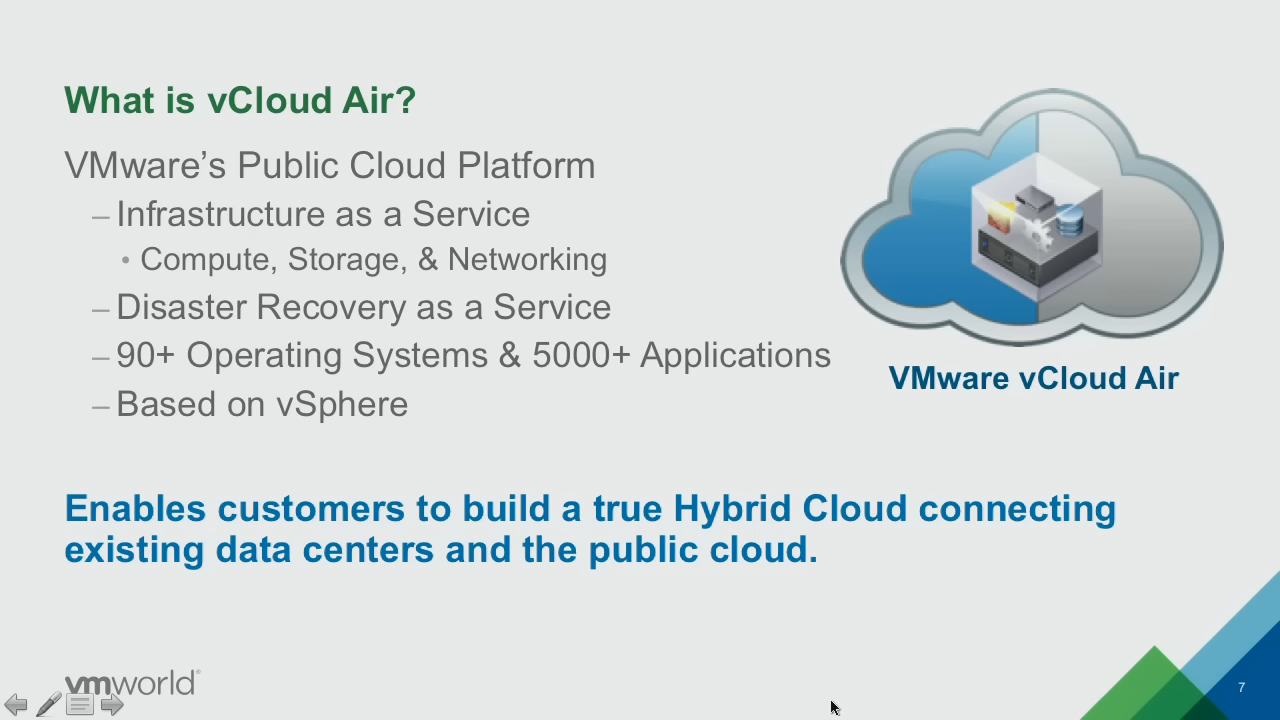 What is vCloud Air?
VMware’s Public Cloud Platform
– Infrastructure as a Service
• Compute, Storage, & Networking
– Disaster Recovery as a Service
– 90+ Operating Systems & 5000+ Applications
– Based on vSphere
VMware vCloud Air
Enables customers to build a true Hybrid Cloud connecting
existing data centers and the public cloud.
vmworld®
7